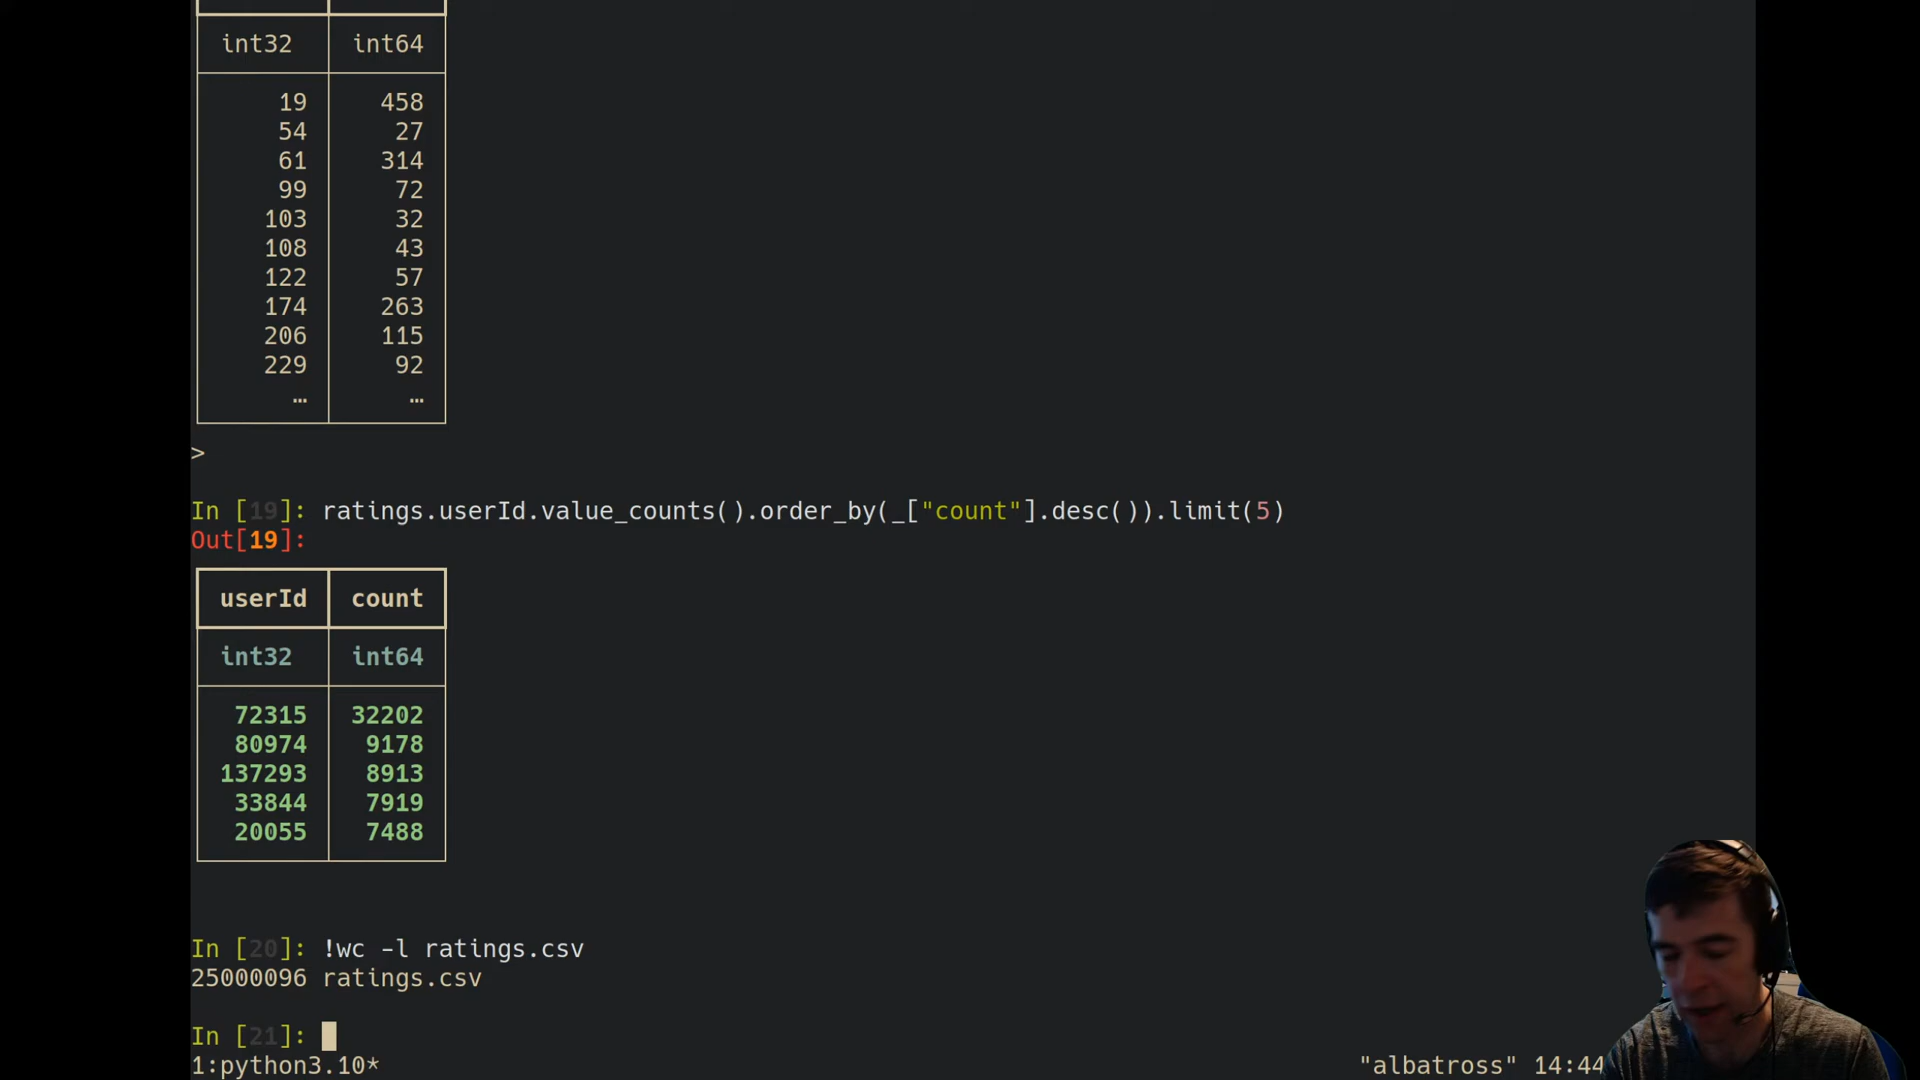 int32 int64
19 458
54 27
61 314
99 72
103 32
108 43
122 57
174 263
206 115
229 92
… …
>
In [19]: ratings.userId.value_counts().order_by(_["count"].desc()).limit(5)
Out[19]:
userId count
int32 int64
72315 32202
80974 9178
137293 8913
33844 7919
20055 7488
In [20]: !wc -l ratings.csv
25000096 ratings.csv
In [21]:
1:python3.10* "albatross" 14:44